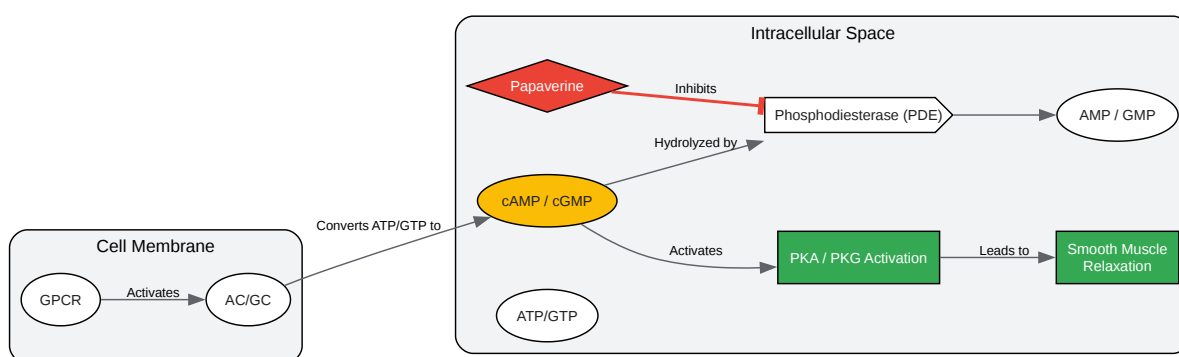 Intracellular Space
Papaverine
Inhibits
Phosphodiesterase (PDE)
AMP / GMP
Hydrolyzed by
cAMP / cGMP
Converts ATP/GTP to
Cell Membrane
Activates
PKA / PKG Activation
Leads to
Smooth Muscle
Relaxation
GPCR
Activates
AC/GC
ATP/GTP